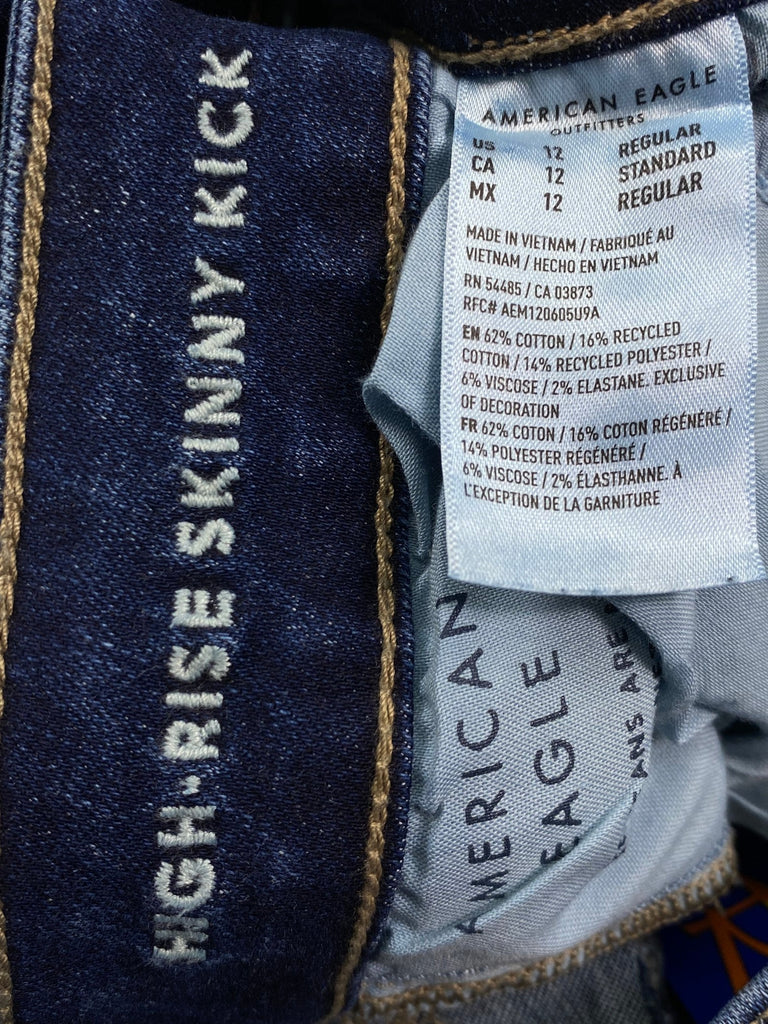 HIGH-RISE SKINNY KICK
AMERICAN EAGLE
OUTFITTERS
US 12 REGULAR
CA 12 STANDARD
MX 12 REGULAR
MADE IN VIETNAM / FABRIQUÉ AU
VIETNAM / HECHO EN VIETNAM
RN 54485 / CA 03873
RFC# AEM120605U9A
EN 62% COTTON / 16% RECYCLED
COTTON / 14% RECYCLED POLYESTER /
6% VISCOSE / 2% ELASTANE. EXCLUSIVE
OF DECORATION
FR 62% COTON / 16% COTON RÉGÉNÉRÉ /
14% POLYESTER RÉGÉNÉRÉ /
6% VISCOSE / 2% ÉLASTHANNE. À
L'EXCEPTION DE LA GARNITURE
AMERICAN
EAGLE
ARE